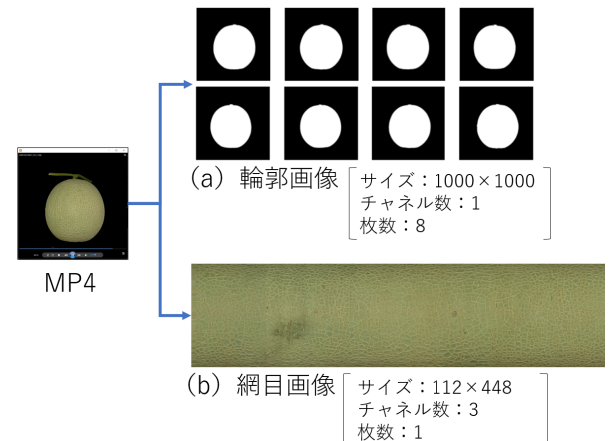 (a) 輪郭画像
サイズ：1000×1000
チャネル数：1
枚数：8
MP4
(b) 網目画像
サイズ：112×448
チャネル数：3
枚数：1